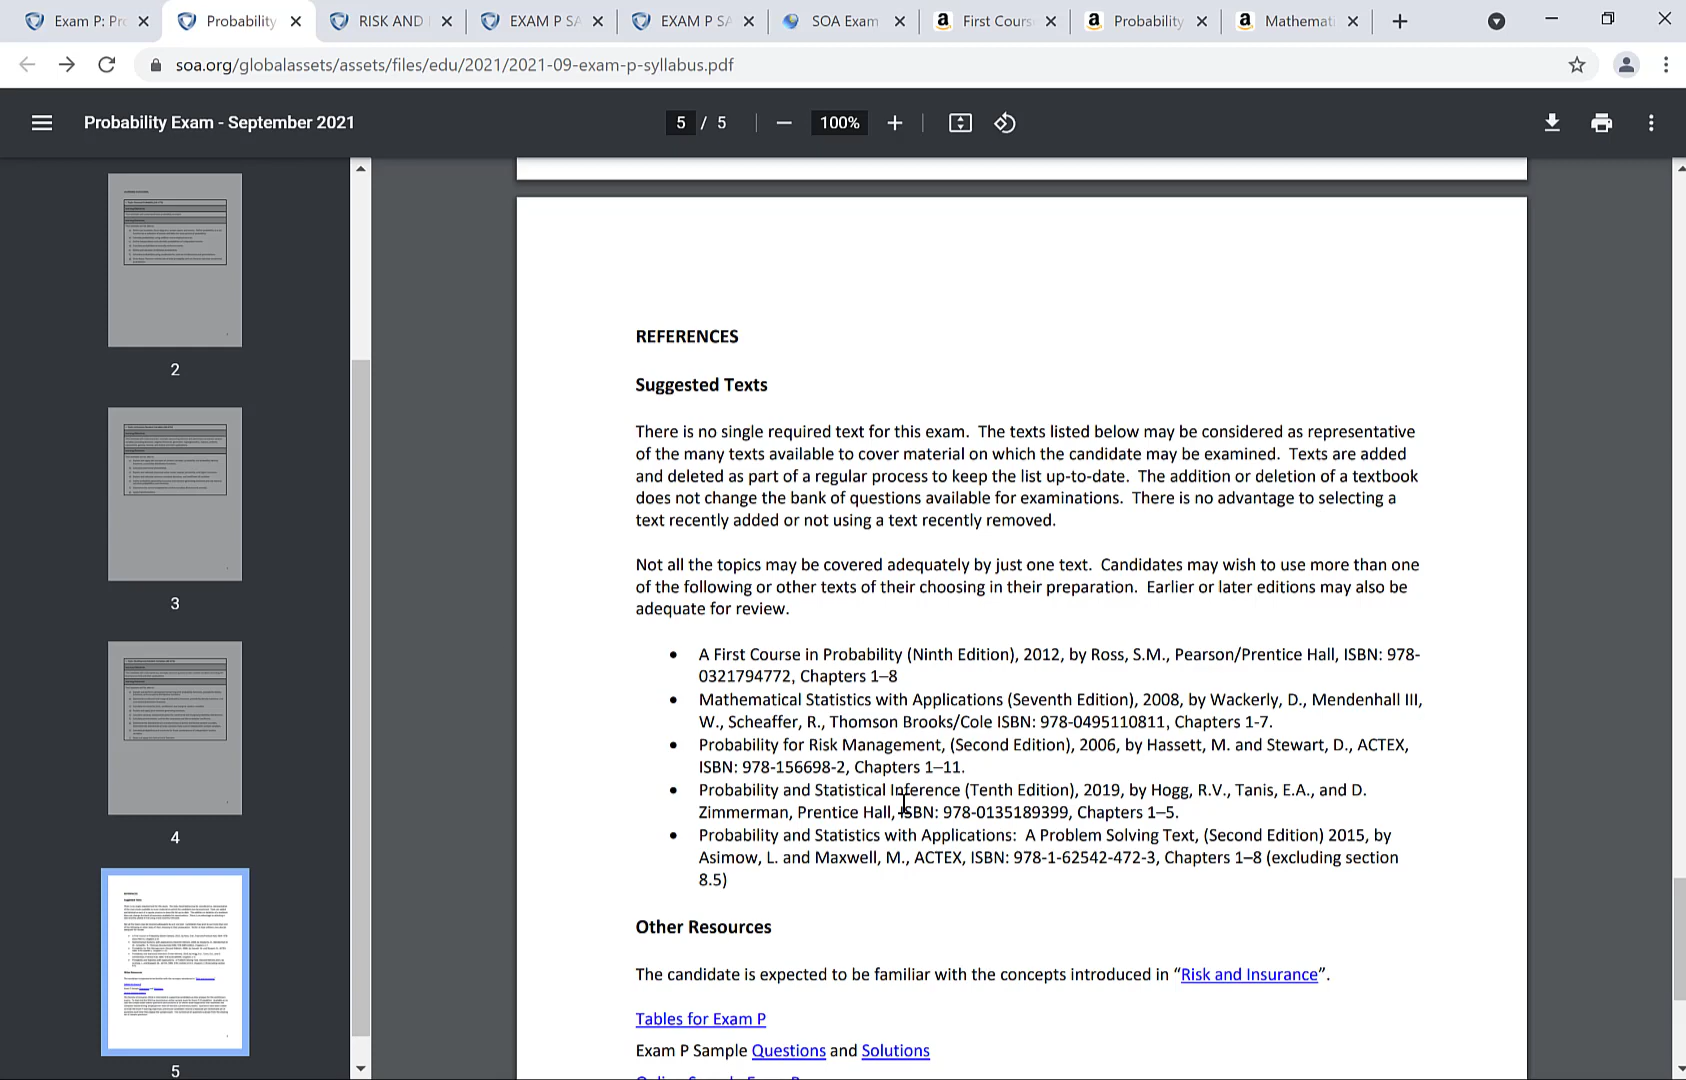 Exam P: Pr
Probability
RISK AND
EXAM P SA
EXAM P SA
SOA Exam
First Cours
Probability
Mathemati
soa.org/globalassets/assets/files/edu/2021/2021-09-exam-p-syllabus.pdf
Probability Exam - September 2021
5 / 5
100%
2
3
4
5
REFERENCES
Suggested Texts
There is no single required text for this exam. The texts listed below may be considered as representative
of the many texts available to cover material on which the candidate may be examined. Texts are added
and deleted as part of a regular process to keep the list up-to-date. The addition or deletion of a textbook
does not change the bank of questions available for examinations. There is no advantage to selecting a
text recently added or not using a text recently removed.
Not all the topics may be covered adequately by just one text. Candidates may wish to use more than one
of the following or other texts of their choosing in their preparation. Earlier or later editions may also be
adequate for review.
• A First Course in Probability (Ninth Edition), 2012, by Ross, S.M., Pearson/Prentice Hall, ISBN: 978-
0321794772, Chapters 1–8
• Mathematical Statistics with Applications (Seventh Edition), 2008, by Wackerly, D., Mendenhall III,
W., Scheaffer, R., Thomson Brooks/Cole ISBN: 978-0495110811, Chapters 1-7.
• Probability for Risk Management, (Second Edition), 2006, by Hassett, M. and Stewart, D., ACTEX,
ISBN: 978-156698-2, Chapters 1–11.
• Probability and Statistical Inference (Tenth Edition), 2019, by Hogg, R.V., Tanis, E.A., and D.
Zimmerman, Prentice Hall, ISBN: 978-0135189399, Chapters 1–5.
• Probability and Statistics with Applications: A Problem Solving Text, (Second Edition) 2015, by
Asimow, L. and Maxwell, M., ACTEX, ISBN: 978-1-62542-472-3, Chapters 1–8 (excluding section
8.5)
Other Resources
The candidate is expected to be familiar with the concepts introduced in “Risk and Insurance”.
Tables for Exam P
Exam P Sample Questions and Solutions